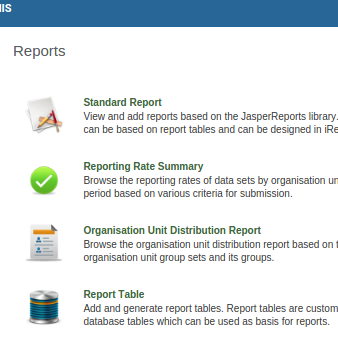 Reports
Standard Report
View and add reports based on the JasperReports library.
can be based on report tables and can be designed in
Reporting Rate Summary
Browse the reporting rates of data sets by organisation
period based on various criteria for submission.
Organisation Unit Distribution Report
Browse the organisation unit distribution report based on
organisation unit group sets and its groups.
Report Table
Add and generate report tables. Report tables are
database tables which can be used as basis for reports.